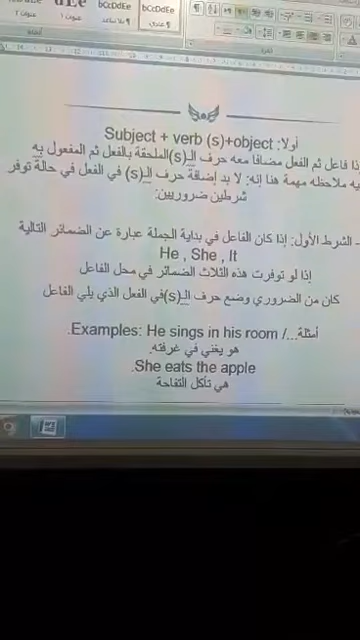 bCcDdEe
bCcDdEe
أولا: Subject + verb (s)+object
ذا فاعل ثم الفعل مضافا معه حرف الـ(s)الملحقة بالفعل ثم المفعول به
به ملاحظه مهمة هنا إنه: لا بد إضافة حرف الـ(s) في الفعل في حالة توفر
شرطين ضروريين:
- الشرط الأول: إذا كان الفاعل في بداية الجملة عبارة عن الضمائر التالية
He , She , It
إذا لو توفرت هذه الثلاث الضمائر في محل الفاعل
كان من الضروري وضع حرف الـ(s)في الفعل الذي يلي الفاعل
أمثلة.../ Examples: He sings in his room.
هو يغني في غرفته.
She eats the apple.
هي تأكل التفاحة